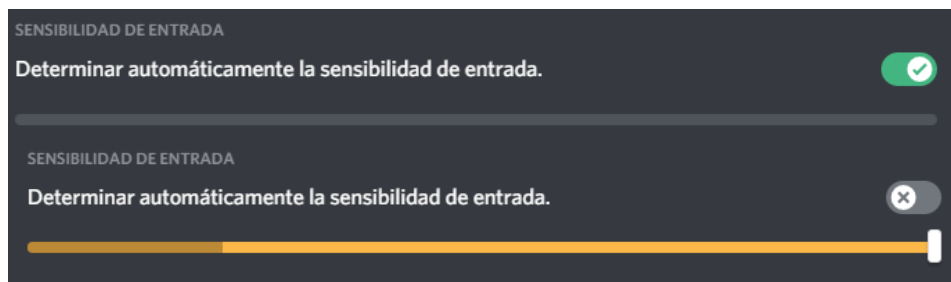 SENSIBILIDAD DE ENTRADA
Determinar automáticamente la sensibilidad de entrada.
SENSIBILIDAD DE ENTRADA
Determinar automáticamente la sensibilidad de entrada.